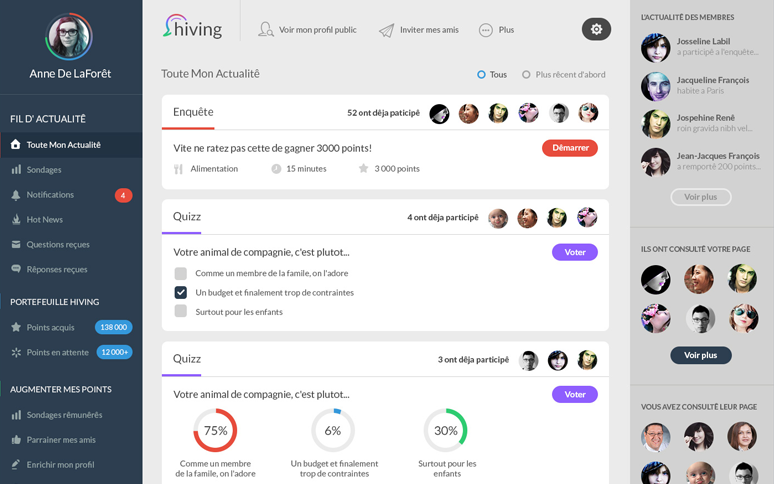 Anne De LaForêt
FIL D' ACTUALITÉ
Toute Mon Actualité
Sondages
Notifications
4
Hot News
Questions reçues
Réponses reçues
PORTEFEUILLE HIVING
Points acquis
138 000
Points en attente
12 000+
AUGMENTER MES POINTS
Sondages rémunérés
Parrainer mes amis
Enrichir mon profil
hiving
Voir mon profil public
Inviter mes amis
Plus
Toute Mon Actualité
Tous
Plus récent d'abord
Enquête
52 ont déja paticipé
Vite ne ratez pas cette de gagner 3000 points!
Démarrer
Alimentation
15 minutes
3 000 points
Quizz
4 ont déja participé
Votre animal de compagnie, c'est plutot...
Voter
Comme un membre de la famile, on l'adore
Un budget et finalement trop de contraintes
Surtout pour les enfants
Quizz
3 ont déja participé
Votre animal de compagnie, c'est plutot...
Voter
75%
6%
30%
Comme un membre
de la famile, on l'adore
Un budget et finalement
trop de contraintes
Surtout pour les
enfants
L'ACTUALITÉ DES MEMBRES
Josseline Labil
a participé a l'enquête...
Jacqueline François
habite a Paris
Jospehine René
roin gravida nibh vel...
Jean-Jacques François
a remporté 200 points...
Voir plus
ILS ONT CONSULTÉ VOTRE PAGE
Voir plus
VOUS AVEZ CONSULTÉ LEUR PAGE